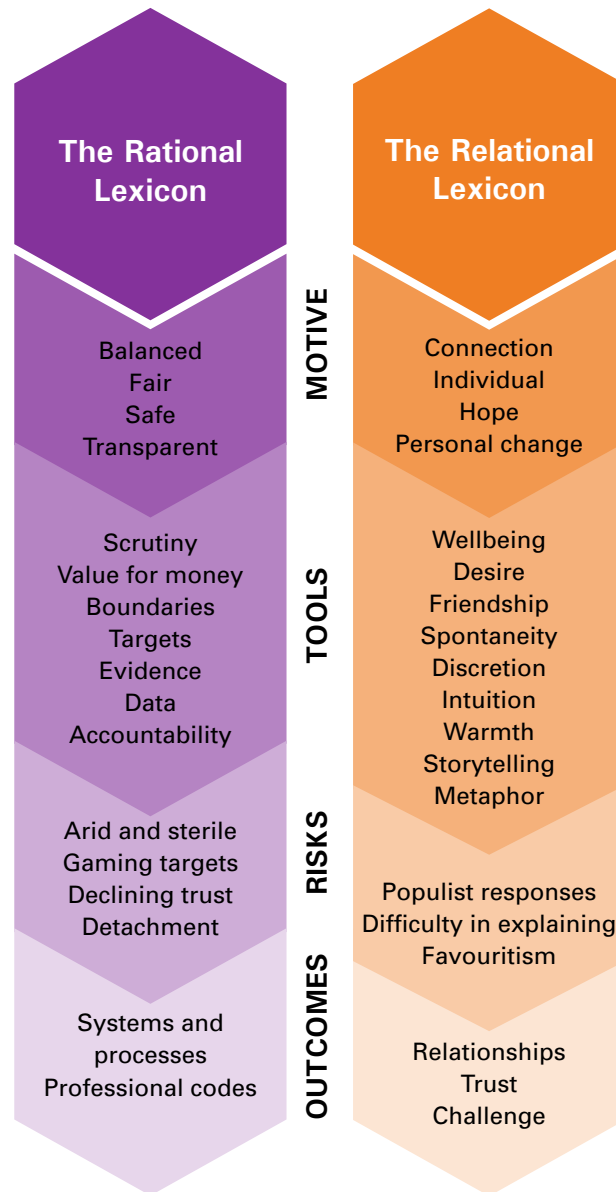 The Rational
Lexicon
The Relational
Lexicon
MOTIVE
Balanced
Fair
Safe
Transparent
Connection
Individual
Hope
Personal change
TOOLS
Scrutiny
Value for money
Boundaries
Targets
Evidence
Data
Accountability
Wellbeing
Desire
Friendship
Spontaneity
Discretion
Intuition
Warmth
Storytelling
Metaphor
RISKS
Arid and sterile
Gaming targets
Declining trust
Detachment
Populist responses
Difficulty in explaining
Favouritism
OUTCOMES
Systems and
processes
Professional codes
Relationships
Trust
Challenge